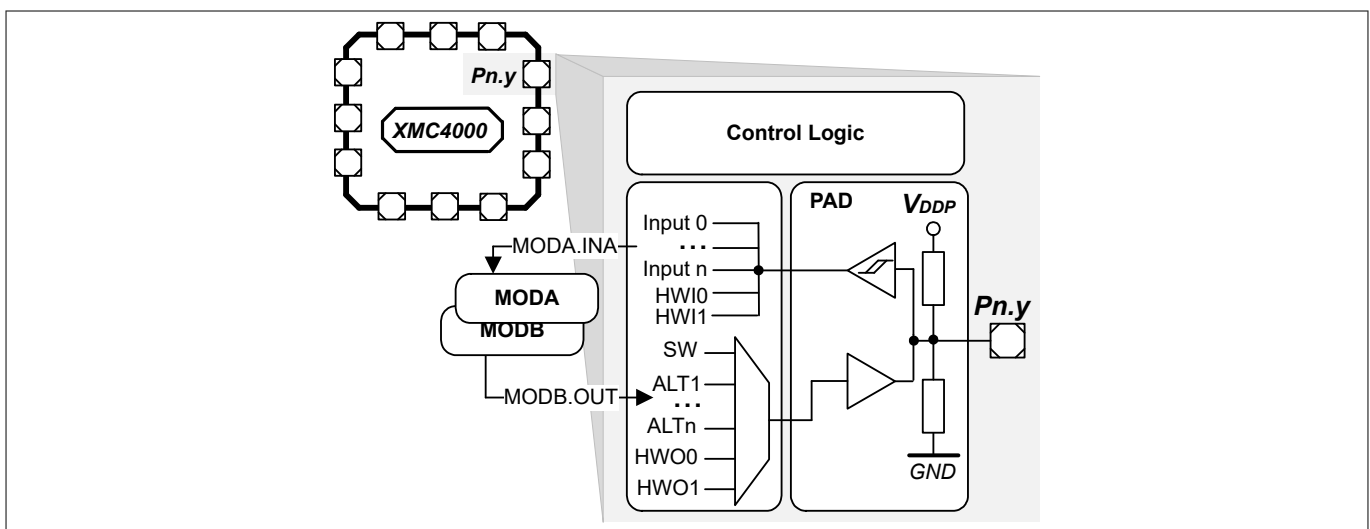 Pn.y
XMC4000
Control Logic
PAD
VDDP
Input 0
...
MODA.INA
Input n
MODA
HWI0
HWI1
Pn.y
MODB
SW
ALT1
MODB.OUT
...
ALTn
HWO0
GND
HWO1